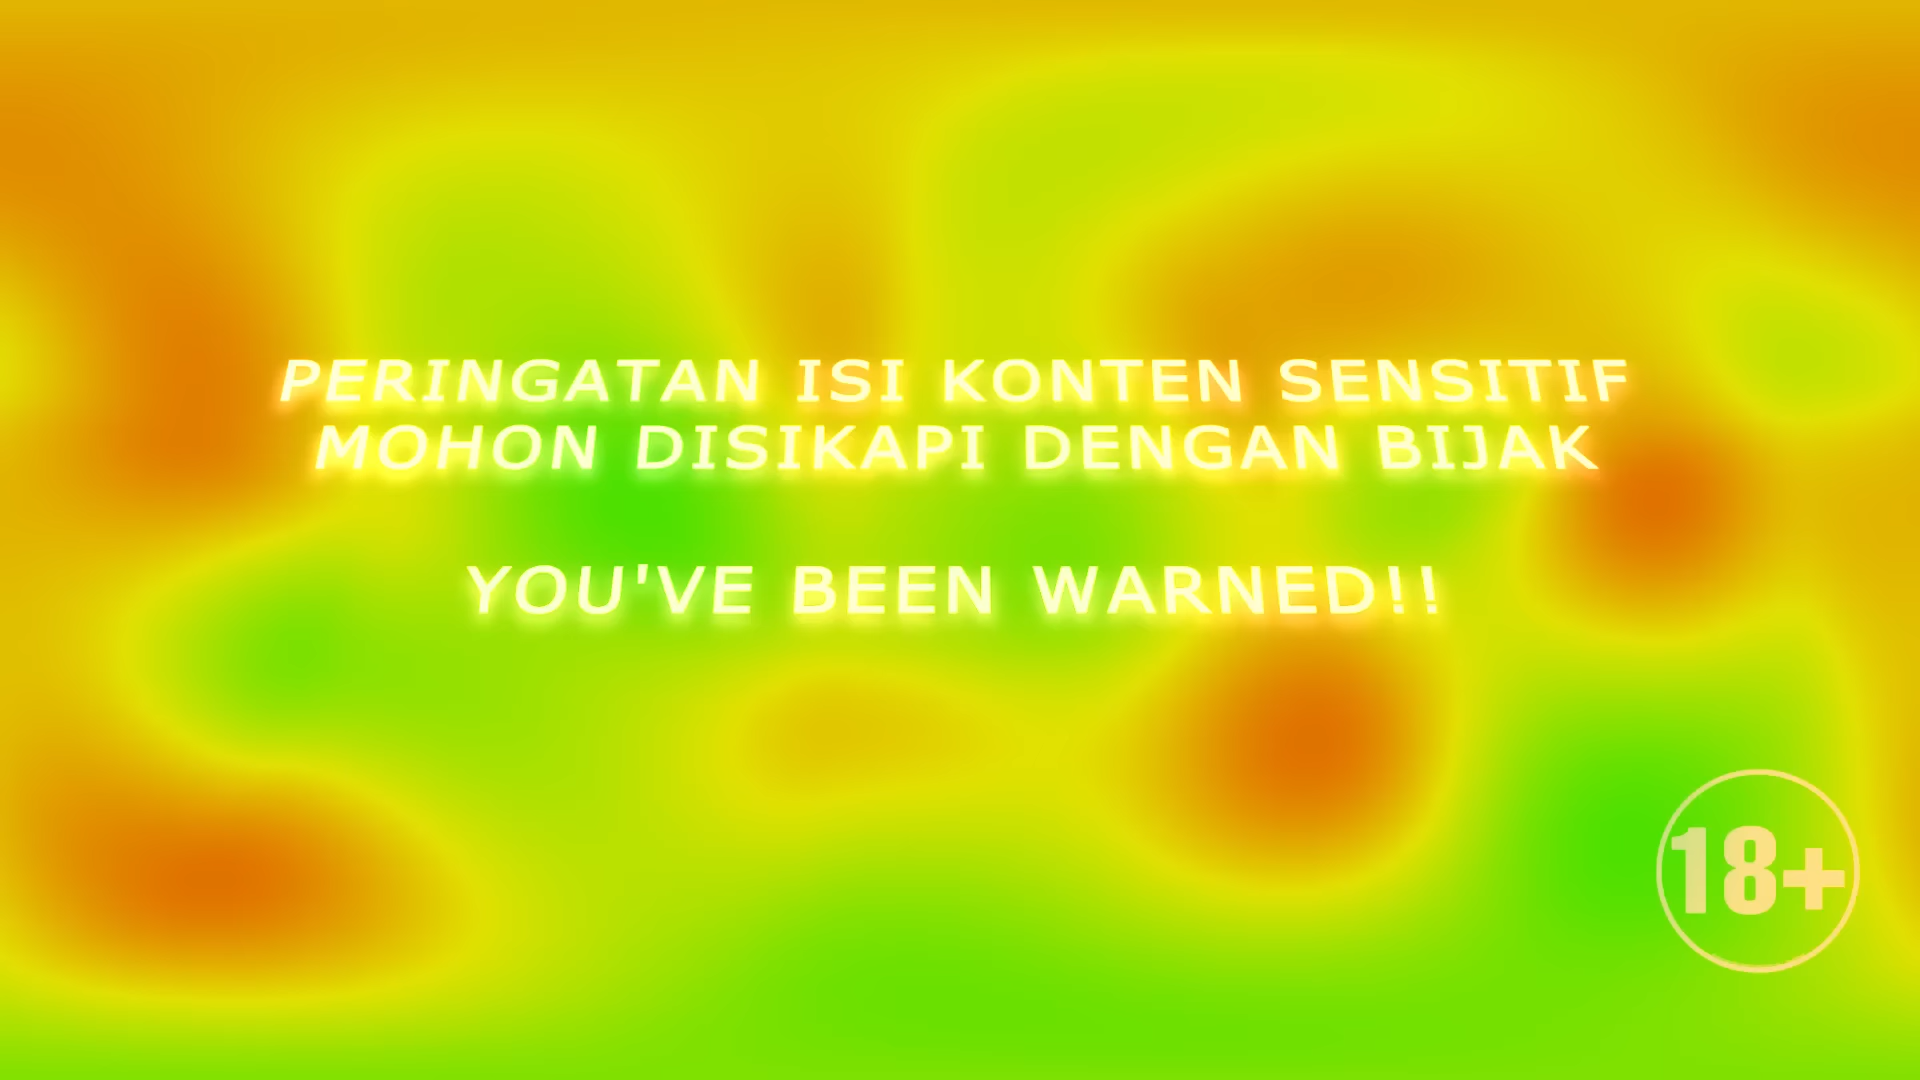 PERINGATAN ISI KONTEN SENSITIF
MOHON DISIKAPI DENGAN BIJAK
YOU'VE BEEN WARNED!!
18+